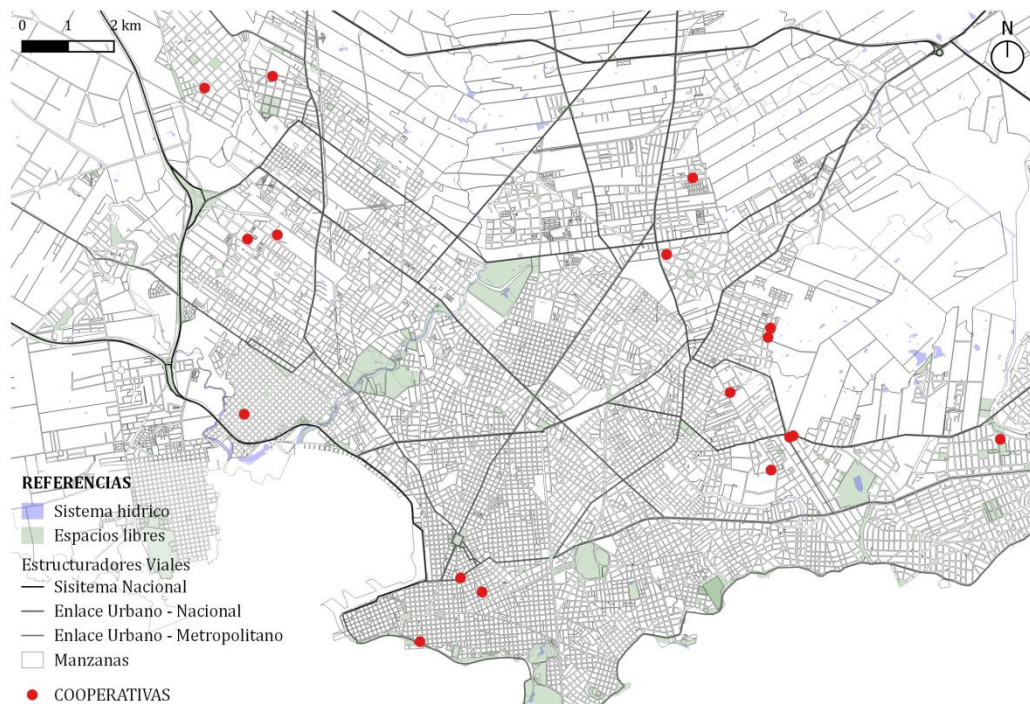 0 1 2 km
N
REFERENCIAS
Sistema hidrico
Espacios libres
Estructuradores Viales
Sisitema Nacional
Enlace Urbano - Nacional
Enlace Urbano - Metropolitano
Manzanas
COOPERATIVAS